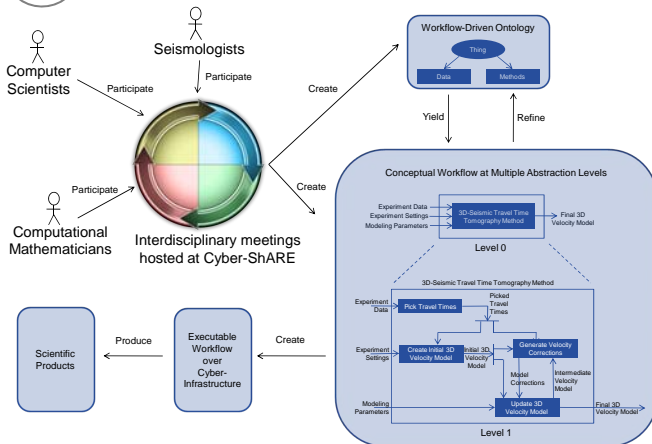 Seismologists
Computer
Scientists
Participate
Participate
Participate
Computational
Mathematicians
Interdisciplinary meetings
hosted at Cyber-ShARE
Create
Create
Workflow-Driven Ontology
Thing
Data
Methods
Yield
Refine
Conceptual Workflow at Multiple Abstraction Levels
Experiment Data
Experiment Settings
Modeling Parameters
3D-Seismic Travel Time
Tomography Method
Final 3D
Velocity Model
Level 0
3D-Seismic Travel Time Tomography Method
Experiment
Data
Pick Travel Times
Picked
Travel
Times
Experiment
Settings
Create Initial 3D
Velocity Model
Initial 3D
Velocity Model
Generate Velocity
Corrections
Model
Corrections
Intermediate
Velocity Model
Modeling
Parameters
Update 3D
Velocity Model
Final 3D
Velocity Model
Level 1
Create
Executable
Workflow
over
Cyber-
Infrastructure
Produce
Scientific
Products